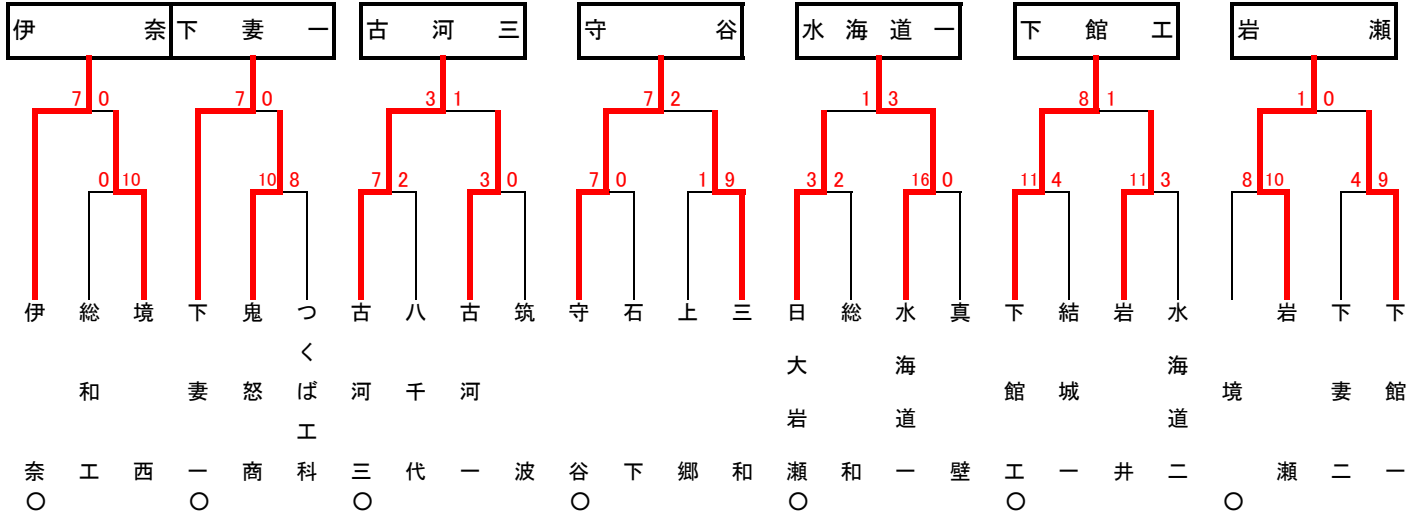 伊奈 下妻一 古河三 守谷 水海道一 下館工 岩瀬
7 0 7 0 3 1 7 2 1 3 8 1 1 0
0 10 10 8 7 2 3 0 7 0 1 9 3 2 16 0 11 4 11 3 8 10 4 9
伊奈○
総和工
境西
下妻一○
鬼怒商
つくば工科
古河三○
八千代
古河一
筑波
守谷○
石下
上郷
三和
日大岩瀬○
総和
水海道一
真壁
下館工○
結城一
岩井
水海道二
境○
岩瀬
下妻二
下館一